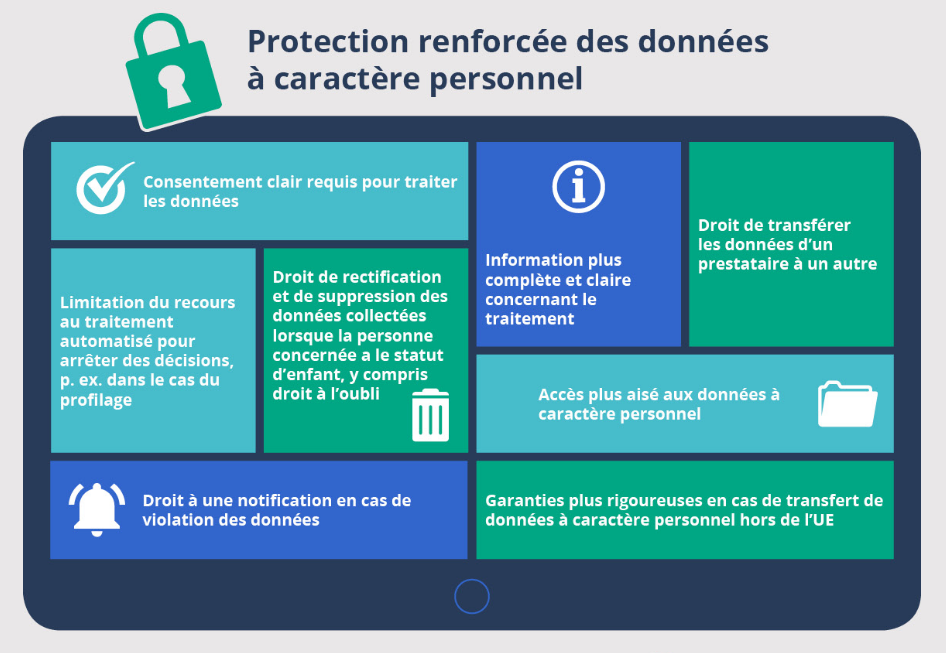 Protection renforcée des données
à caractère personnel
Consentement clair requis pour traiter
les données
Information plus
complète et claire
concernant le
traitement
Droit de transférer
les données d’un
prestataire à un autre
Limitation du recours
au traitement
automatisé pour
arrêter des décisions,
p. ex. dans le cas du
profilage
Droit de rectification
et de suppression des
données collectées
lorsque la personne
concernée a le statut
d’enfant, y compris
droit à l’oubli
Accès plus aisé aux données à
caractère personnel
Droit à une notification en cas de
violation des données
Garanties plus rigoureuses en cas de transfert de
données à caractère personnel hors de l’UE